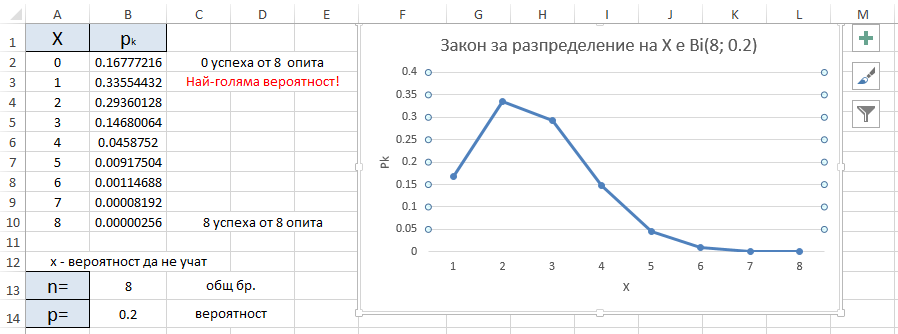 A B C D E F G H I J K L M
1 X pk
2 0 0.16777216 0 успеха от 8 опита
3 1 0.33554432 Най-голяма вероятност!
4 2 0.29360128
5 3 0.14680064
6 4 0.0458752
7 5 0.00917504
8 6 0.00114688
9 7 0.00008192
10 8 0.00000256 8 успеха от 8 опита
11
12 x - вероятност да не учат
13 n= 8 общ бр.
14 p= 0.2 вероятност
Закон за разпределение на X е Bi(8; 0.2)
0.4
0.35
0.3
0.25
0.2
0.15
0.1
0.05
0
Pk
1 2 3 4 5 6 7 8
X